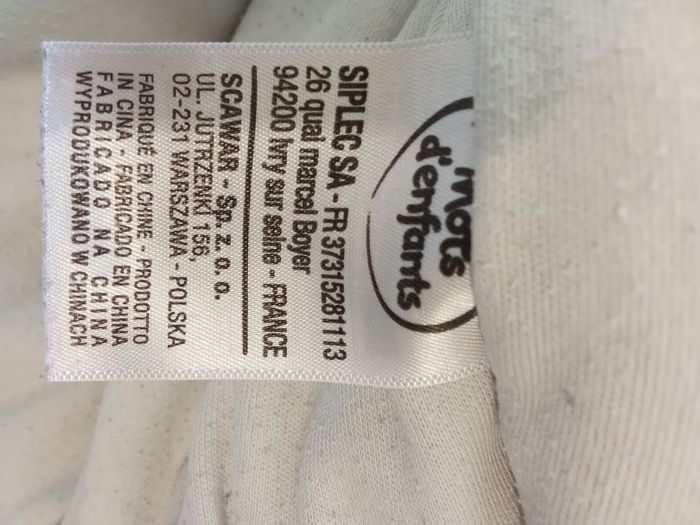 mots
d'enfants
SIPLEC SA - FR 37315281113
26 quai marcel Boyer
94200 Ivry sur seine - FRANCE
SCAWAR - Sp. z. o. o.
UL. JUTRZENKI 156,
02-231 WARSZAWA - POLSKA
FABRIQUÉ EN CHINE - PRODOTTO
IN CINA - FABRICADO EN CHINA
FABRICADO NA CHINA
WYPRODUKOWANO W CHINACH